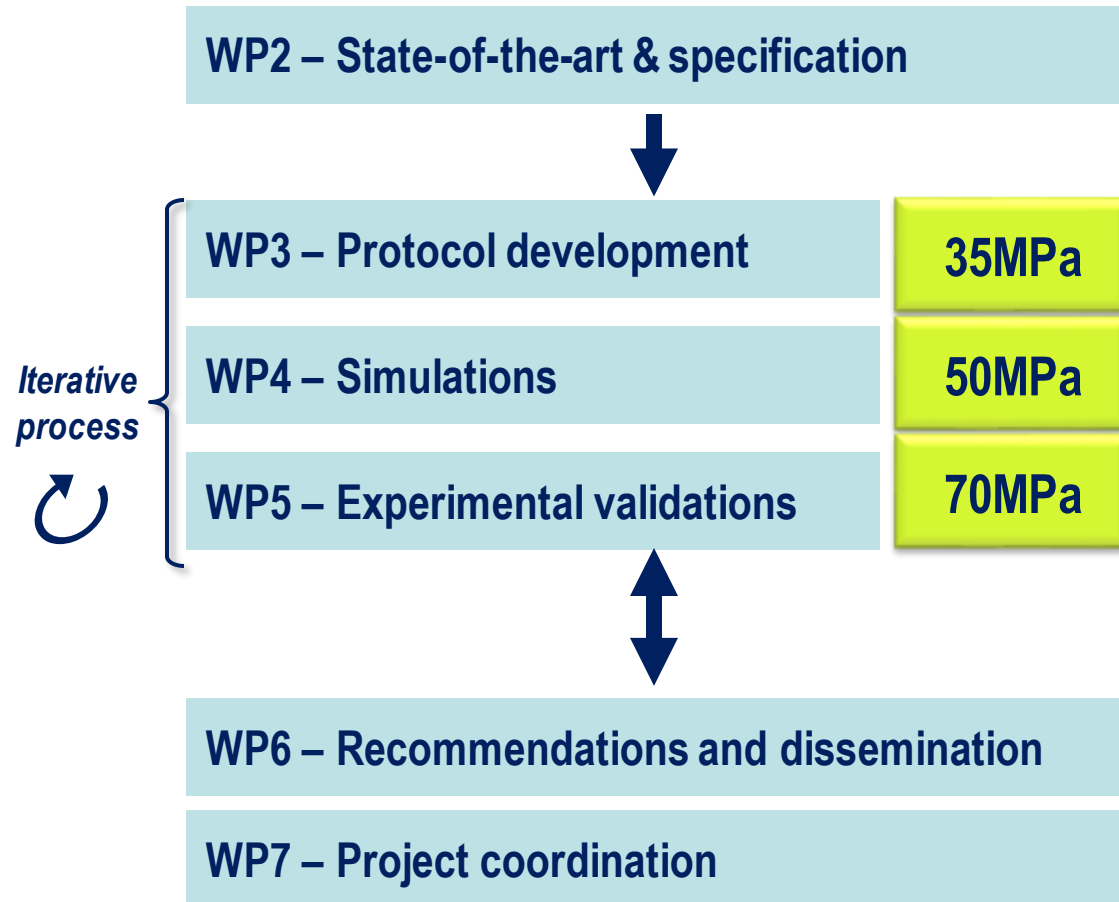 WP2 – State-of-the-art & specification
WP3 – Protocol development
35MPa
WP4 – Simulations
50MPa
Iterative
process
WP5 – Experimental validations
70MPa
WP6 – Recommendations and dissemination
WP7 – Project coordination